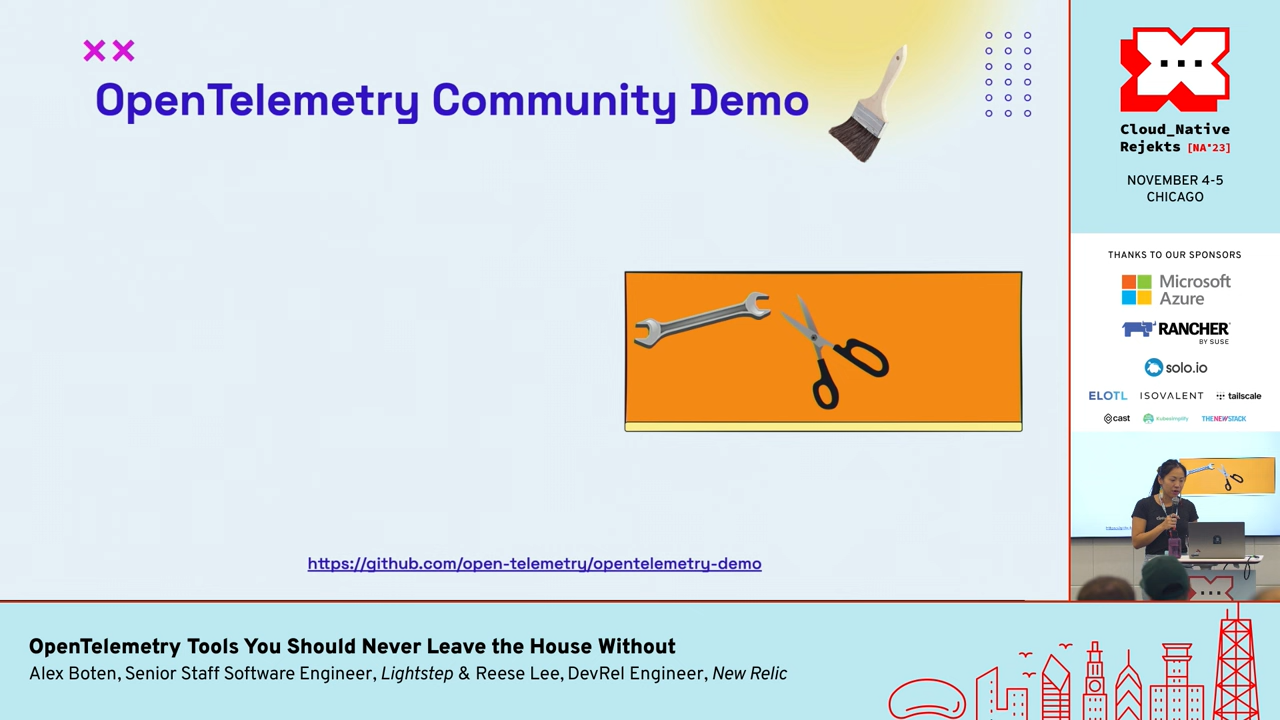 OpenTelemetry Community Demo
https://github.com/open-telemetry/opentelemetry-demo
Cloud_Native
Rejekts [NA'23]
NOVEMBER 4-5
CHICAGO
THANKS TO OUR SPONSORS
Microsoft
Azure
RANCHER
BY SUSE
solo.io
ELOTL ISOVALENT tailscale
cast kubesimplify THENEWSTACK
OpenTelemetry Tools You Should Never Leave the House Without
Alex Boten, Senior Staff Software Engineer, Lightstep & Reese Lee, DevRel Engineer, New Relic